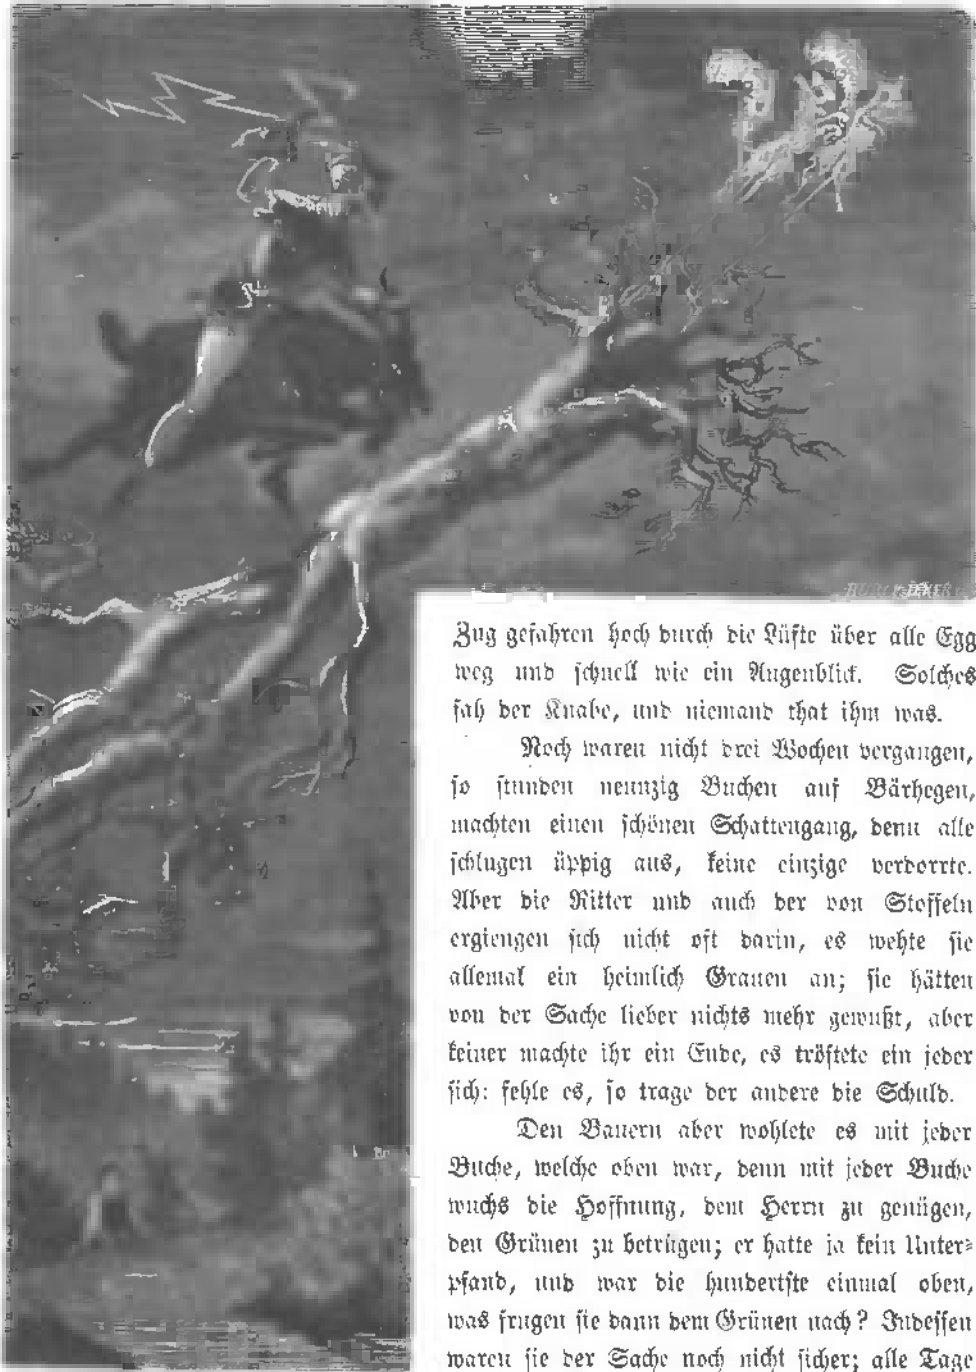 Zug gefahren hoch durch die Lüfte über alle Egg
weg und schnell wie ein Augenblick. Solches
sah der Knabe, und niemand that ihm was.
Noch waren nicht drei Wochen vergangen,
so stunden neunzig Buchen auf Bärhegen,
machten einen schönen Schattengang, denn alle
schlugen üppig aus, keine einzige verdorrte.
Aber die Ritter und auch der von Stoffeln
ergiengen sich nicht oft darin, es wehte sie
allemal ein heimlich Grauen an; sie hätten
von der Sache lieber nichts mehr gewußt, aber
keiner machte ihr ein Ende, es tröstete ein jeder
sich: fehle es, so trage der andere die Schuld.
Den Bauern aber wohlete es mit jeder
Buche, welche oben war, denn mit jeder Buche
wuchs die Hoffnung, dem Herrn zu genügen,
den Grünen zu betrügen; er hatte ja kein Unter=
pfand, und war die hundertste einmal oben,
was frugen sie dann dem Grünen nach? Indessen
waren sie der Sache noch nicht sicher; alle Tage